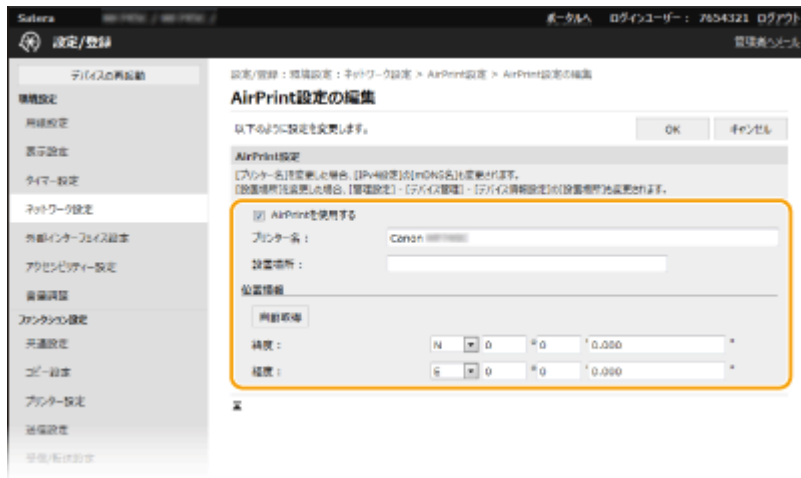 Satera
ポータルへ ログインユーザー： 7654321 ログアウト
設定/登録
管理者へメール
デバイスの再起動
環境設定
用紙設定
表示設定
タイマー設定
ネットワーク設定
外部インターフェイス設定
アクセシビリティー設定
音量調整
ファンクション設定
共通設定
コピー設定
プリンター設定
送信設定
受信/転送設定
設定/登録：環境設定：ネットワーク設定 > AirPrint設定 > AirPrint設定の編集
AirPrint設定の編集
以下のように設定を変更します。
OK キャンセル
AirPrint設定
[プリンター名]を変更した場合、[IPv4設定]の[mDNS名]も変更されます。
[設置場所]を変更した場合、[管理設定] - [デバイス管理] - [デバイス情報設定]の[設置場所]も変更されます。
AirPrintを使用する
プリンター名： Canon
設置場所：
位置情報
自動取得
緯度： N 0 ° 0 ' 0.000 "
経度： E 0 ° 0 ' 0.000 "